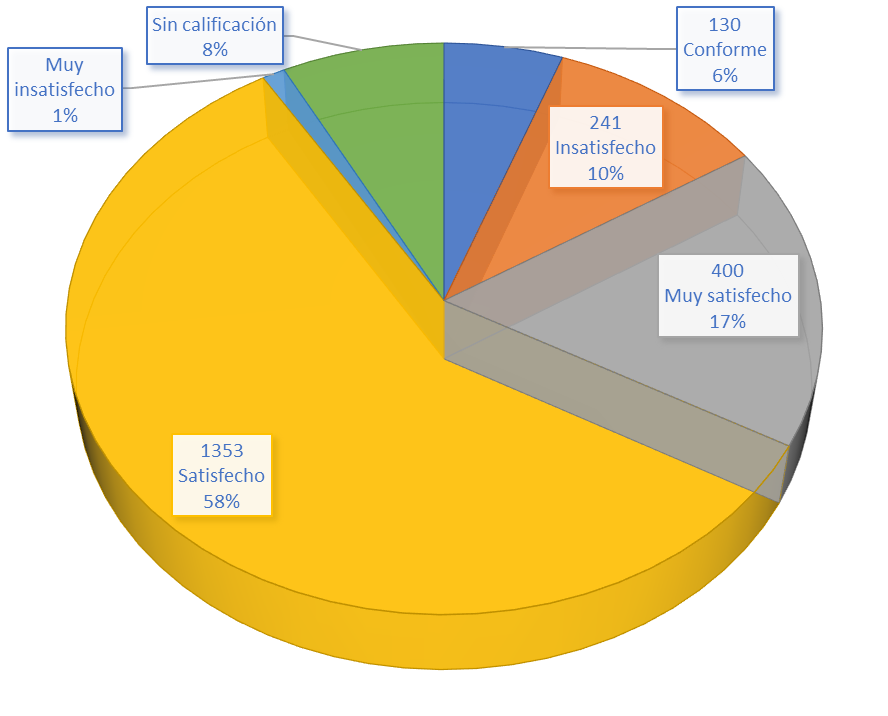 Sin calificación
8%
130
Conforme
6%
Muy
insatisfecho
1%
241
Insatisfecho
10%
400
Muy satisfecho
17%
1353
Satisfecho
58%